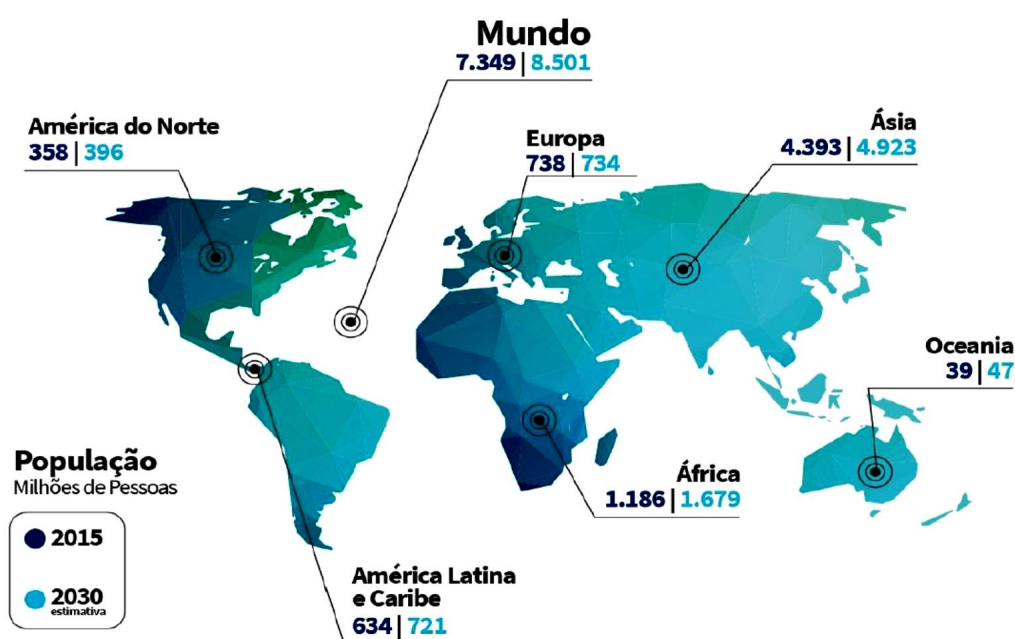 Mundo
7.349 | 8.501
América do Norte
358 | 396
Europa
738 | 734
Ásia
4.393 | 4.923
Oceania
39 | 47
África
1.186 | 1.679
População
Milhões de Pessoas
2015
2030
estimativa
América Latina
e Caribe
634 | 721